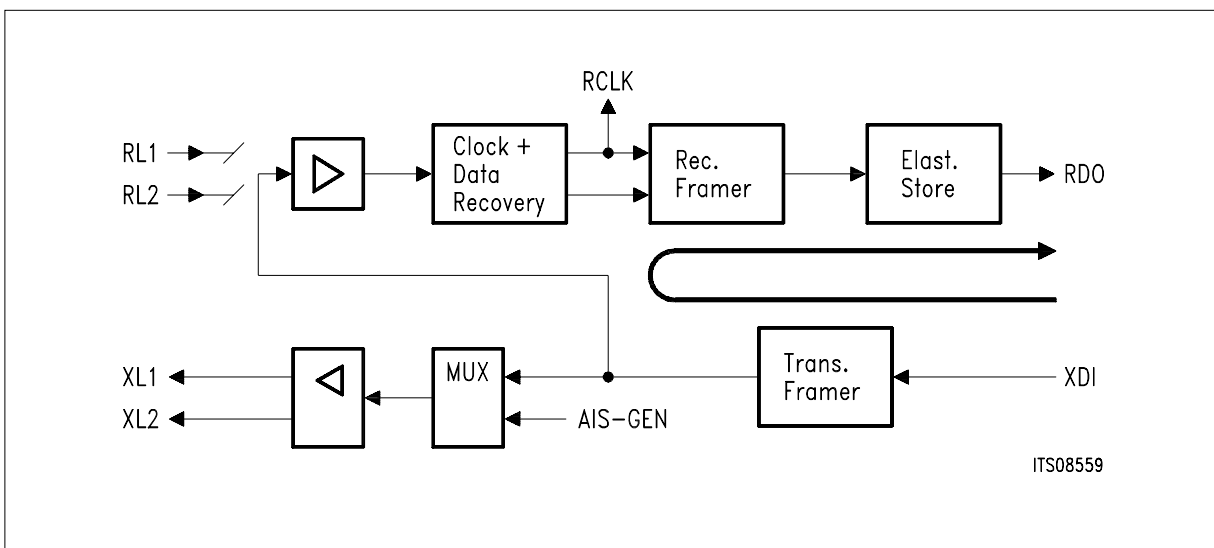 RCLK
RL1
RL2
Clock +
Data
Recovery
Rec.
Framer
Elast.
Store
RDO
XL1
XL2
MUX
AIS-GEN
Trans.
Framer
XDI
ITS08559